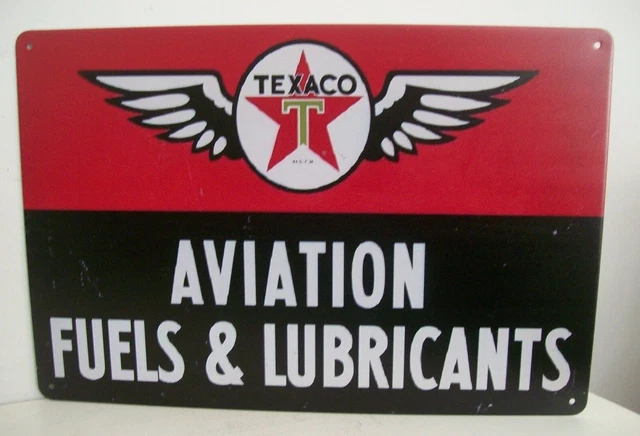 TEXACO
T
AVIATION
FUELS & LUBRICANTS